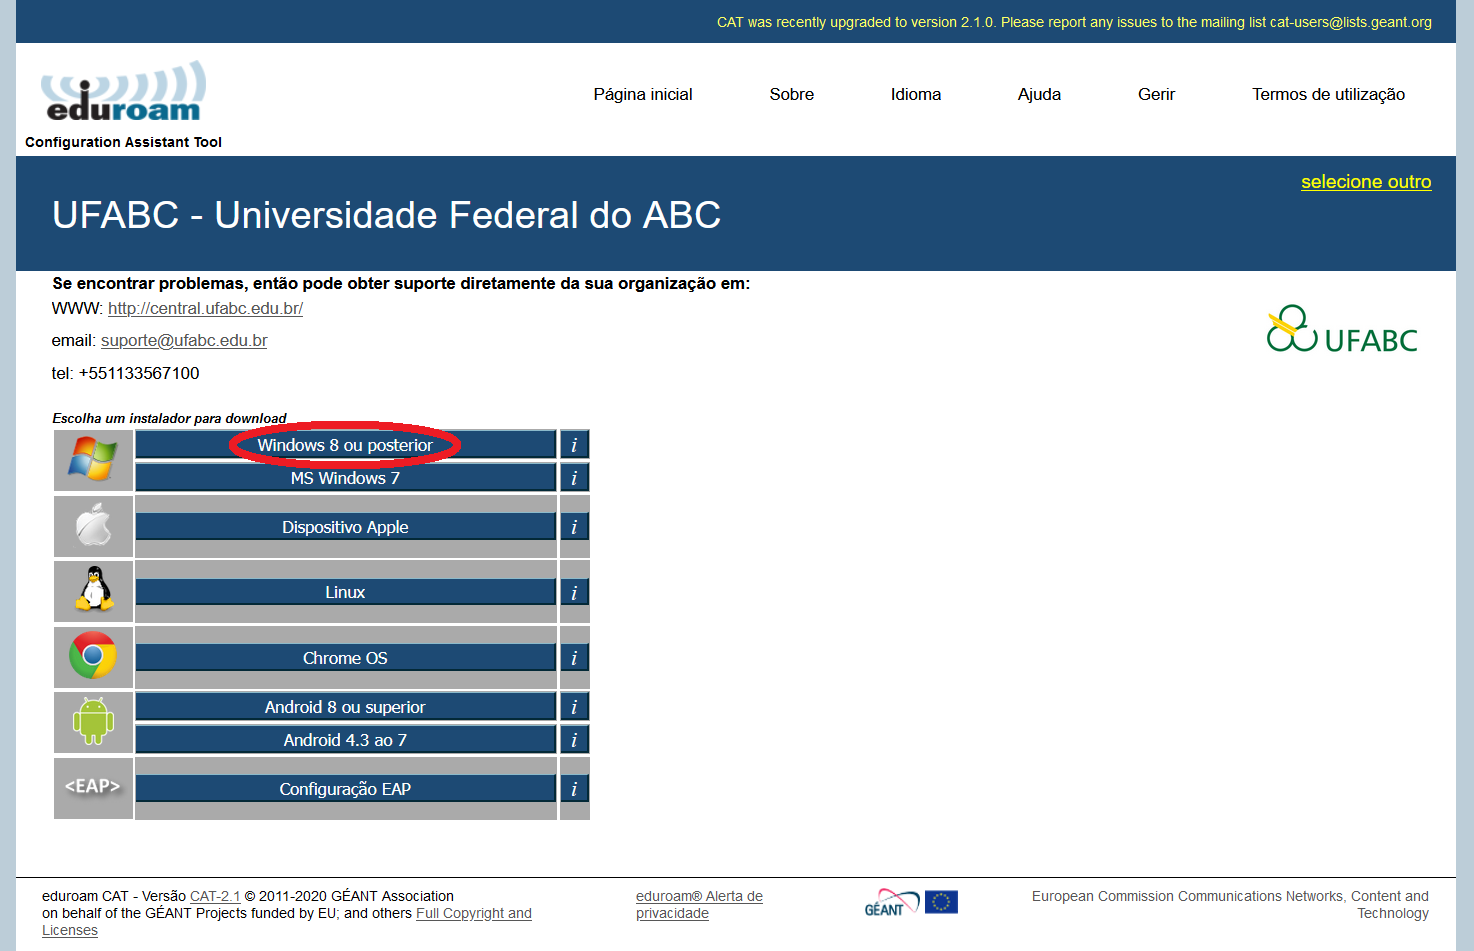 CAT was recently upgraded to version 2.1.0. Please report any issues to the mailing list cat-users@lists.geant.org
eduroam
Configuration Assistant Tool
Página inicial
Sobre
Idioma
Ajuda
Gerir
Termos de utilização
selecione outro
UFABC - Universidade Federal do ABC
Se encontrar problemas, então pode obter suporte diretamente da sua organização em:
WWW: http://central.ufabc.edu.br/
email: suporte@ufabc.edu.br
tel: +551133567100
UFABC
Escolha um instalador para download
Windows 8 ou posterior i
MS Windows 7 i
Dispositivo Apple i
Linux i
Chrome OS i
Android 8 ou superior i
Android 4.3 ao 7 i
<EAP> Configuração EAP i
eduroam CAT - Versão CAT-2.1 © 2011-2020 GÉANT Association
on behalf of the GÉANT Projects funded by EU; and others Full Copyright and
Licenses
eduroam® Alerta de
privacidade
GÉANT
European Commission Communications Networks, Content and
Technology